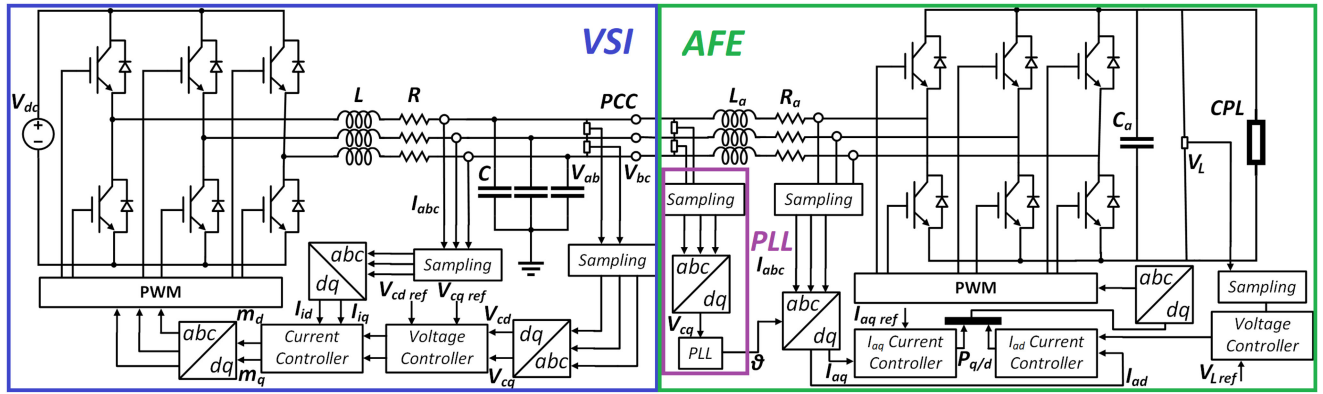 VSI
AFE
V_dc
L
R
PCC
L_a
R_a
C_a
CPL
V_L
C
V_ab
V_bc
I_abc
Sampling
Sampling
Sampling
Sampling
Sampling
PLL
I_abc
abc
dq
abc
dq
abc
dq
abc
dq
PWM
PWM
V_cd ref
V_cq ref
I_id
I_iq
m_d
m_q
abc
dq
Current
Controller
Voltage
Controller
V_cd
V_cq
dq
abc
V_cq
PLL
ϑ
I_aq ref
I_aq
I_aq Current
Controller
P_q/d
I_ad Current
Controller
I_ad
Voltage
Controller
V_L ref